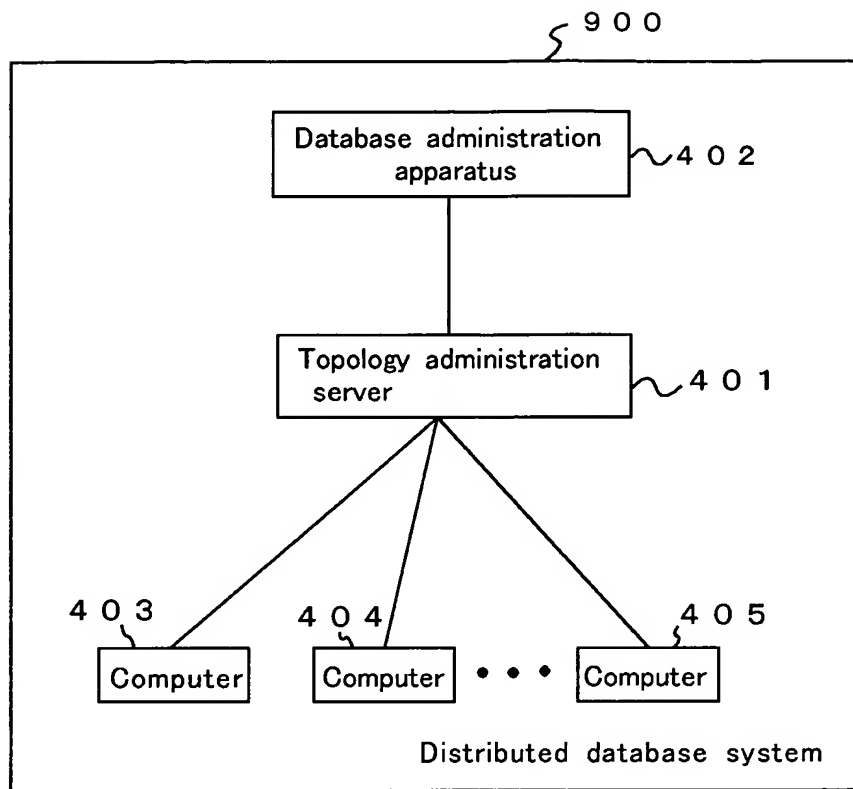 900
Database administration
apparatus
402
Topology administration
server
401
403
404
405
Computer
Computer
• • •
Computer
Distributed database system